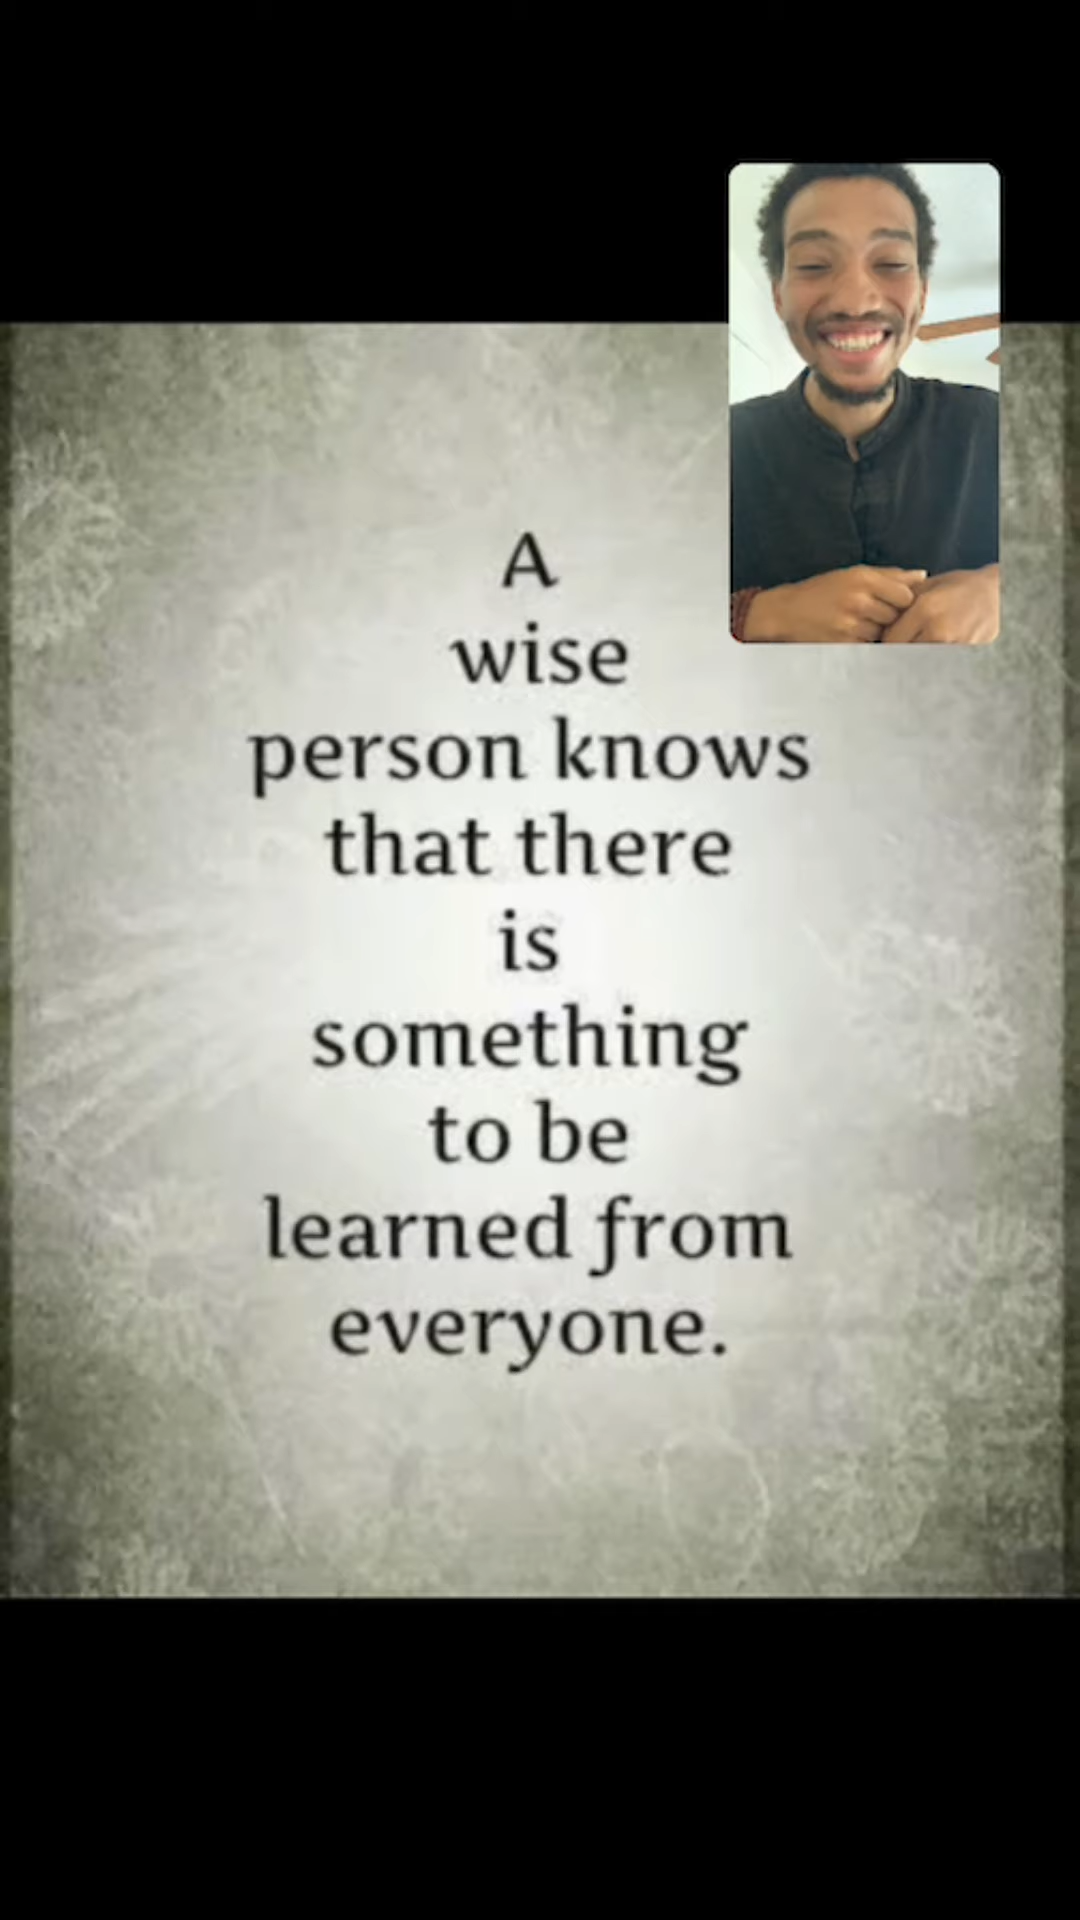 A
wise
person knows
that there
is
something
to be
learned from
everyone.